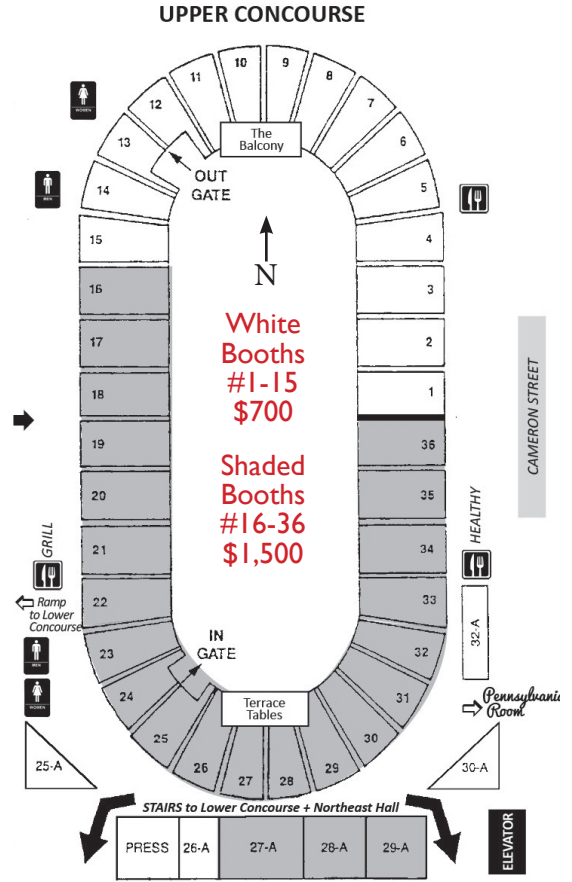 UPPER CONCOURSE
10
9
11
8
12
7
WOMEN
The
Balcony
13
6
OUT
GATE
14
5
MEN
15
4
N
16
3
White
Booths
#1-15
$700
17
2
18
1
CAMERON STREET
19
36
Shaded
Booths
#16-36
$1,500
20
35
HEALTHY
21
34
GRILL
22
33
Ramp
to Lower
Concourse
32-A
IN
GATE
23
32
MEN
24
31
WOMEN
Terrace
Tables
Pennsylvania
Room
25
30
26
29
27
28
25-A
30-A
STAIRS to Lower Concourse + Northeast Hall
PRESS 26-A 27-A 28-A 29-A
ELEVATOR